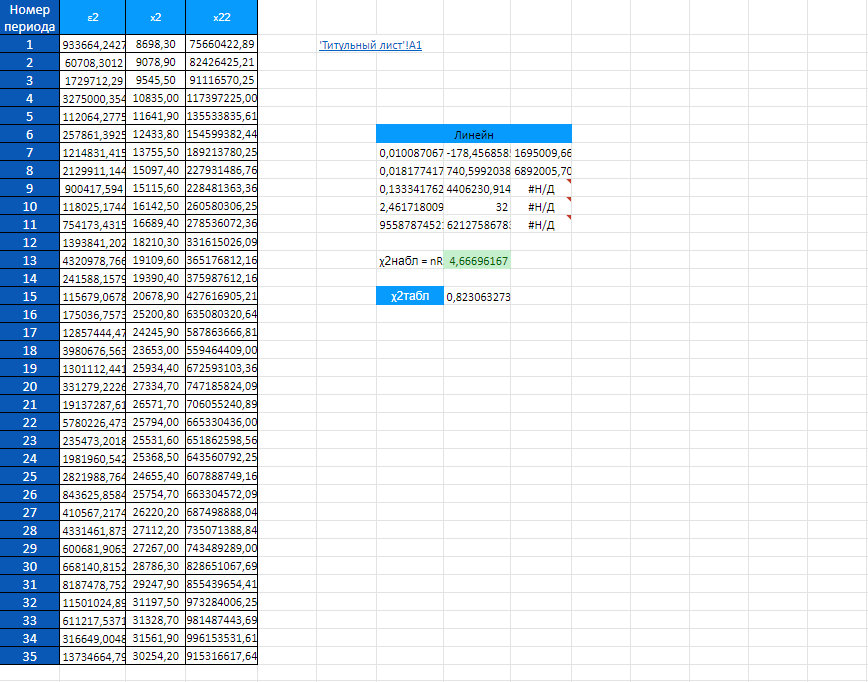 Номер периода ε2 x2 x22
1 933664,2427 8698,30 75660422,89 'Титульный лист'!A1
2 60708,3012 9078,90 82426425,21
3 1729712,29 9545,50 91116570,25
4 3275000,354 10835,00 117397225,00
5 112064,2775 11641,90 135533835,61
6 257861,3925 12433,80 154599382,44 Линейн
7 1214831,415 13755,50 189213780,25 0,010087067 -178,456858 1695009,66
8 2129911,144 15097,40 227931486,76 0,018177417 740,5992038 6892005,70
9 900417,594 15115,60 228481363,36 0,133341762 4406230,914 #Н/Д
10 118025,1744 16142,50 260580306,25 2,461718009 32 #Н/Д
11 754173,4315 16689,40 278536072,36 9558787452 6212758678 #Н/Д
12 1393841,202 18210,30 331615026,09
13 4320978,766 19109,60 365176812,16 χ2набл = nR 4,66696167
14 241588,1579 19390,40 375987612,16
15 115679,0678 20678,90 427616905,21 χ2табл 0,823063273
16 175036,7573 25200,80 635080320,64
17 12857444,47 24245,90 587863666,81
18 3980676,563 23653,00 559464409,00
19 1301112,441 25934,40 672593103,36
20 331279,2226 27334,70 747185824,09
21 19137287,61 26571,70 706055240,89
22 5780226,473 25794,00 665330436,00
23 235473,2018 25531,60 651862598,56
24 1981960,542 25368,50 643560792,25
25 2821988,764 24655,40 607888749,16
26 843625,8584 25754,70 663304572,09
27 410567,2174 26220,20 687498888,04
28 4331461,873 27112,20 735071388,84
29 600681,9063 27267,00 743489289,00
30 668140,8152 28786,30 828651067,69
31 8187478,752 29247,90 855439654,41
32 11501024,89 31197,50 973284006,25
33 611217,5371 31328,70 981487443,69
34 316649,0048 31561,90 996153531,61
35 13734664,79 30254,20 915316617,64